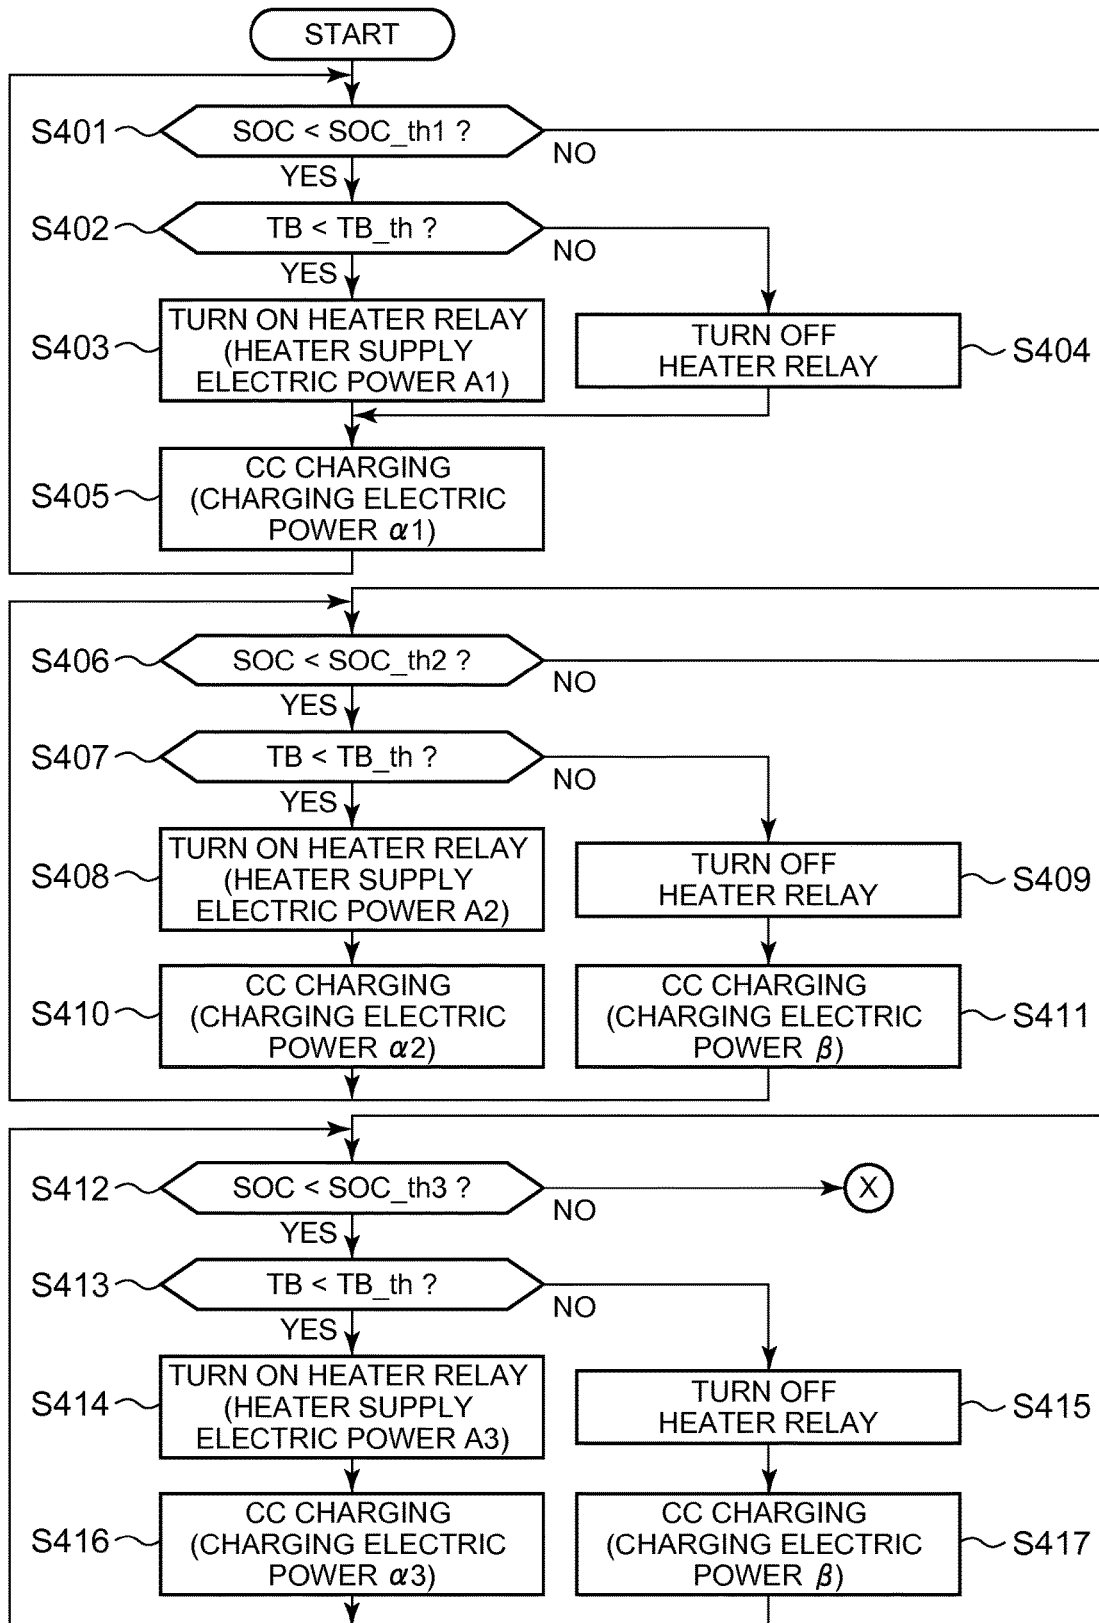 START
S401
SOC < SOC_th1 ?
NO
YES
S402
TB < TB_th ?
NO
YES
S403
TURN ON HEATER RELAY
(HEATER SUPPLY
ELECTRIC POWER A1)
TURN OFF
HEATER RELAY
S404
S405
CC CHARGING
(CHARGING ELECTRIC
POWER α1)
S406
SOC < SOC_th2 ?
NO
YES
S407
TB < TB_th ?
NO
YES
S408
TURN ON HEATER RELAY
(HEATER SUPPLY
ELECTRIC POWER A2)
TURN OFF
HEATER RELAY
S409
S410
CC CHARGING
(CHARGING ELECTRIC
POWER α2)
CC CHARGING
(CHARGING ELECTRIC
POWER β)
S411
S412
SOC < SOC_th3 ?
NO
X
YES
S413
TB < TB_th ?
NO
YES
S414
TURN ON HEATER RELAY
(HEATER SUPPLY
ELECTRIC POWER A3)
TURN OFF
HEATER RELAY
S415
S416
CC CHARGING
(CHARGING ELECTRIC
POWER α3)
CC CHARGING
(CHARGING ELECTRIC
POWER β)
S417